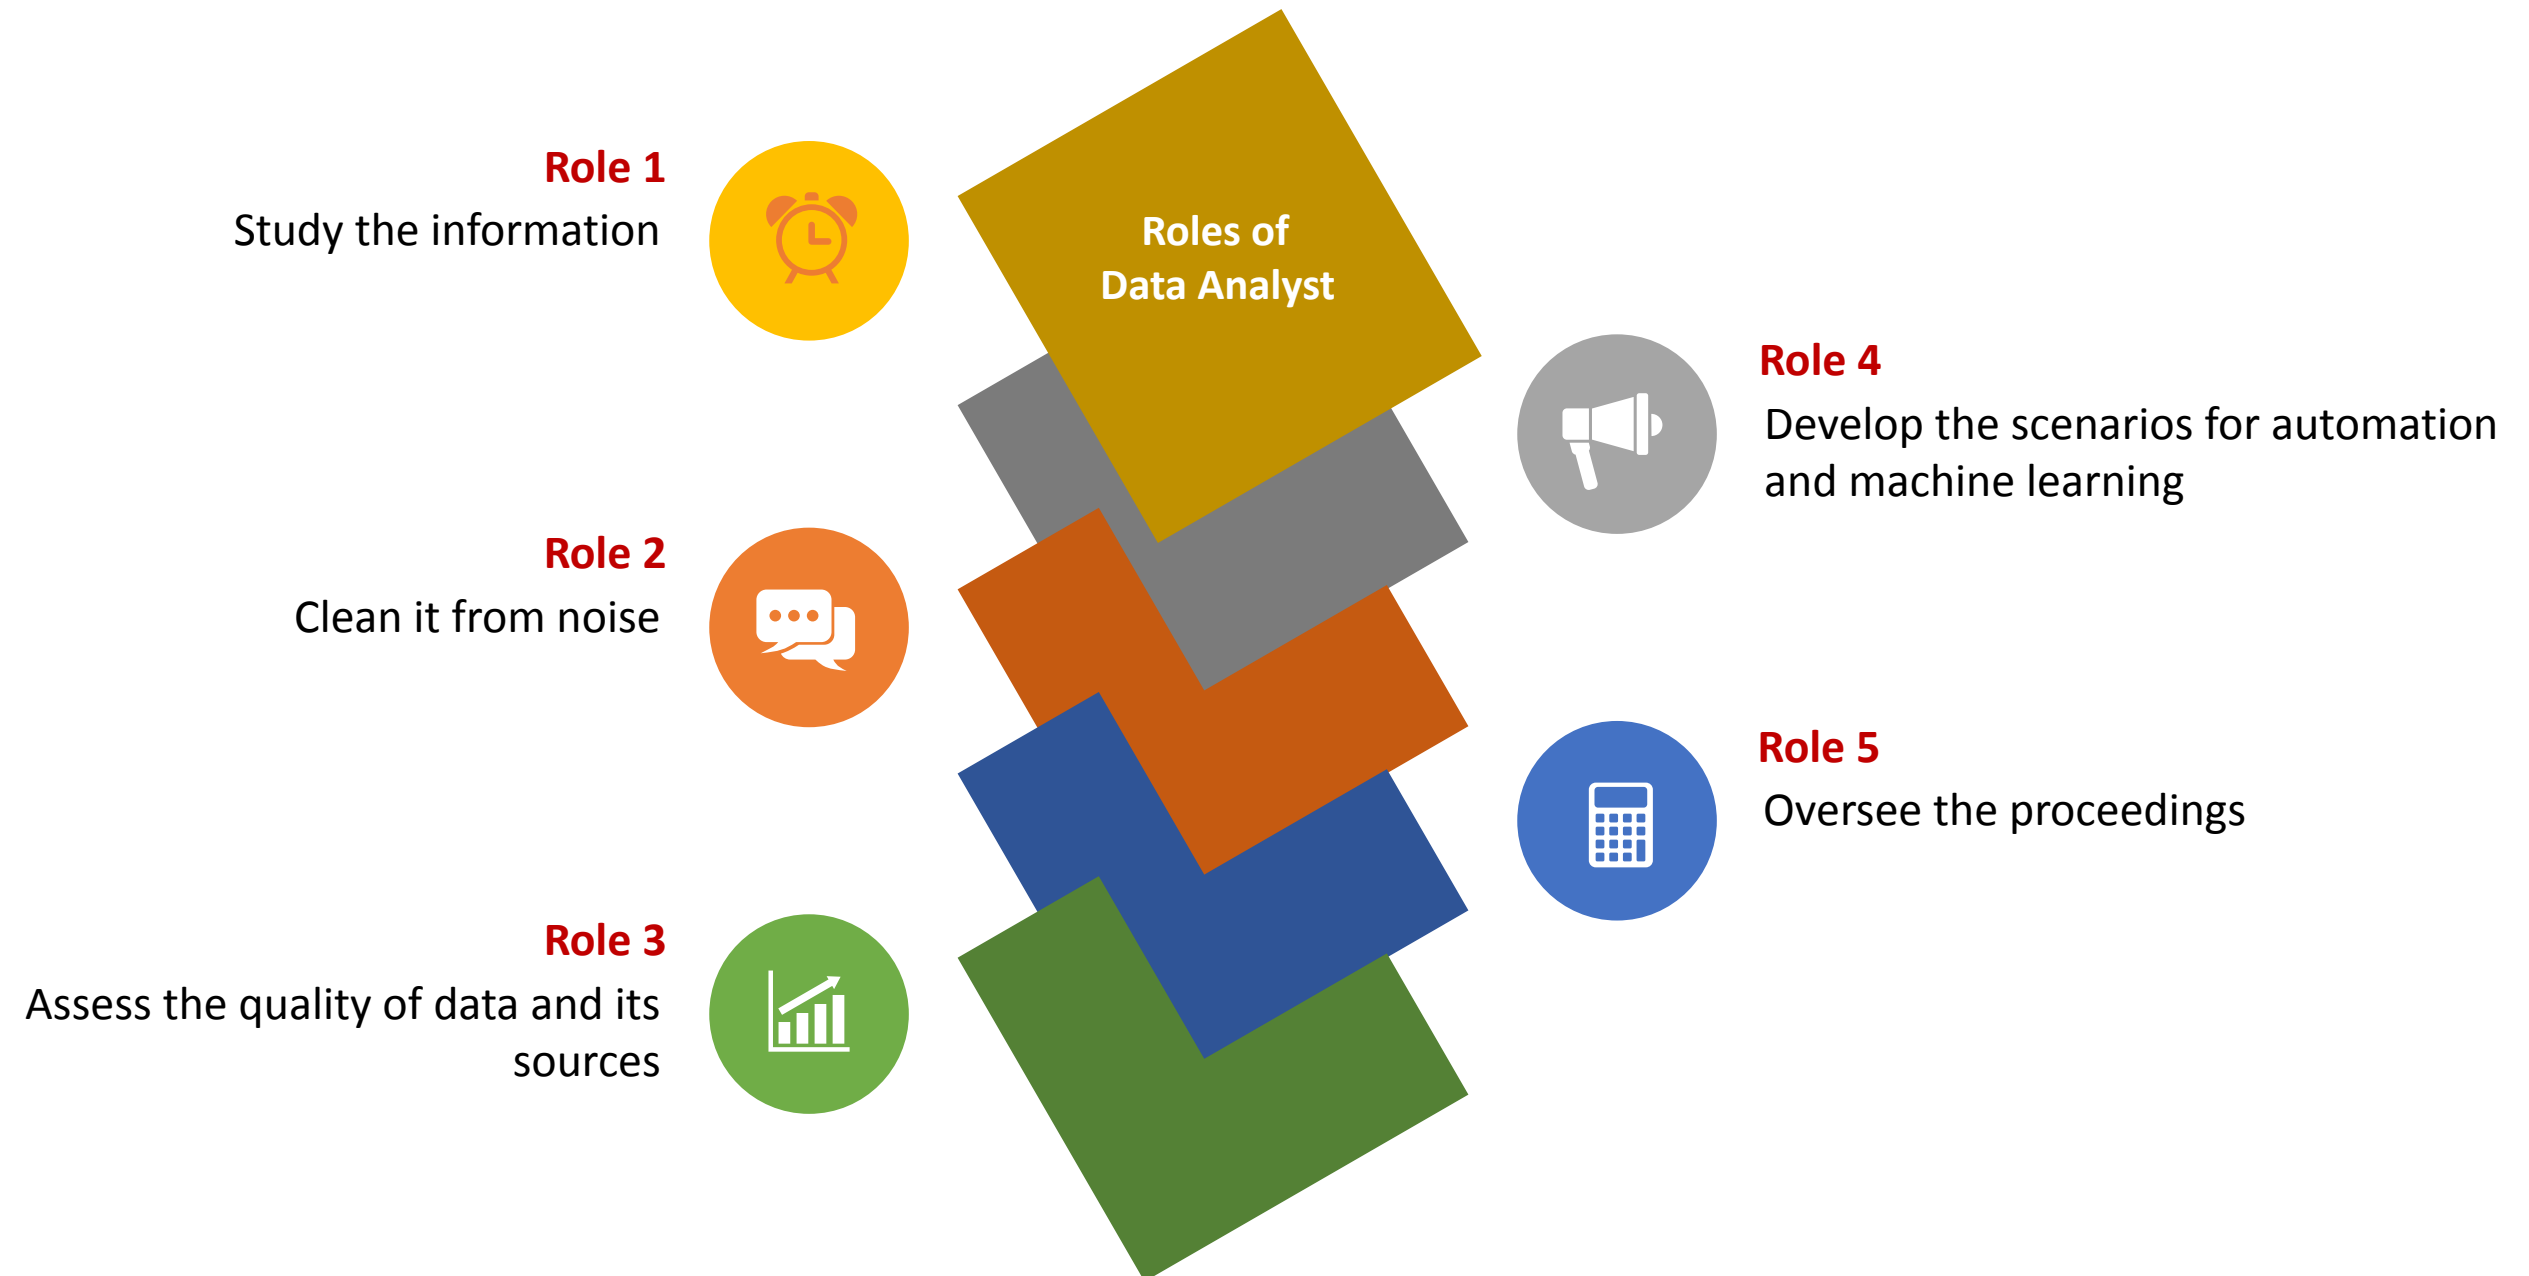 Roles of
Data Analyst
Role 1
Study the information
Role 2
Clean it from noise
Role 3
Assess the quality of data and its
sources
Role 4
Develop the scenarios for automation
and machine learning
Role 5
Oversee the proceedings